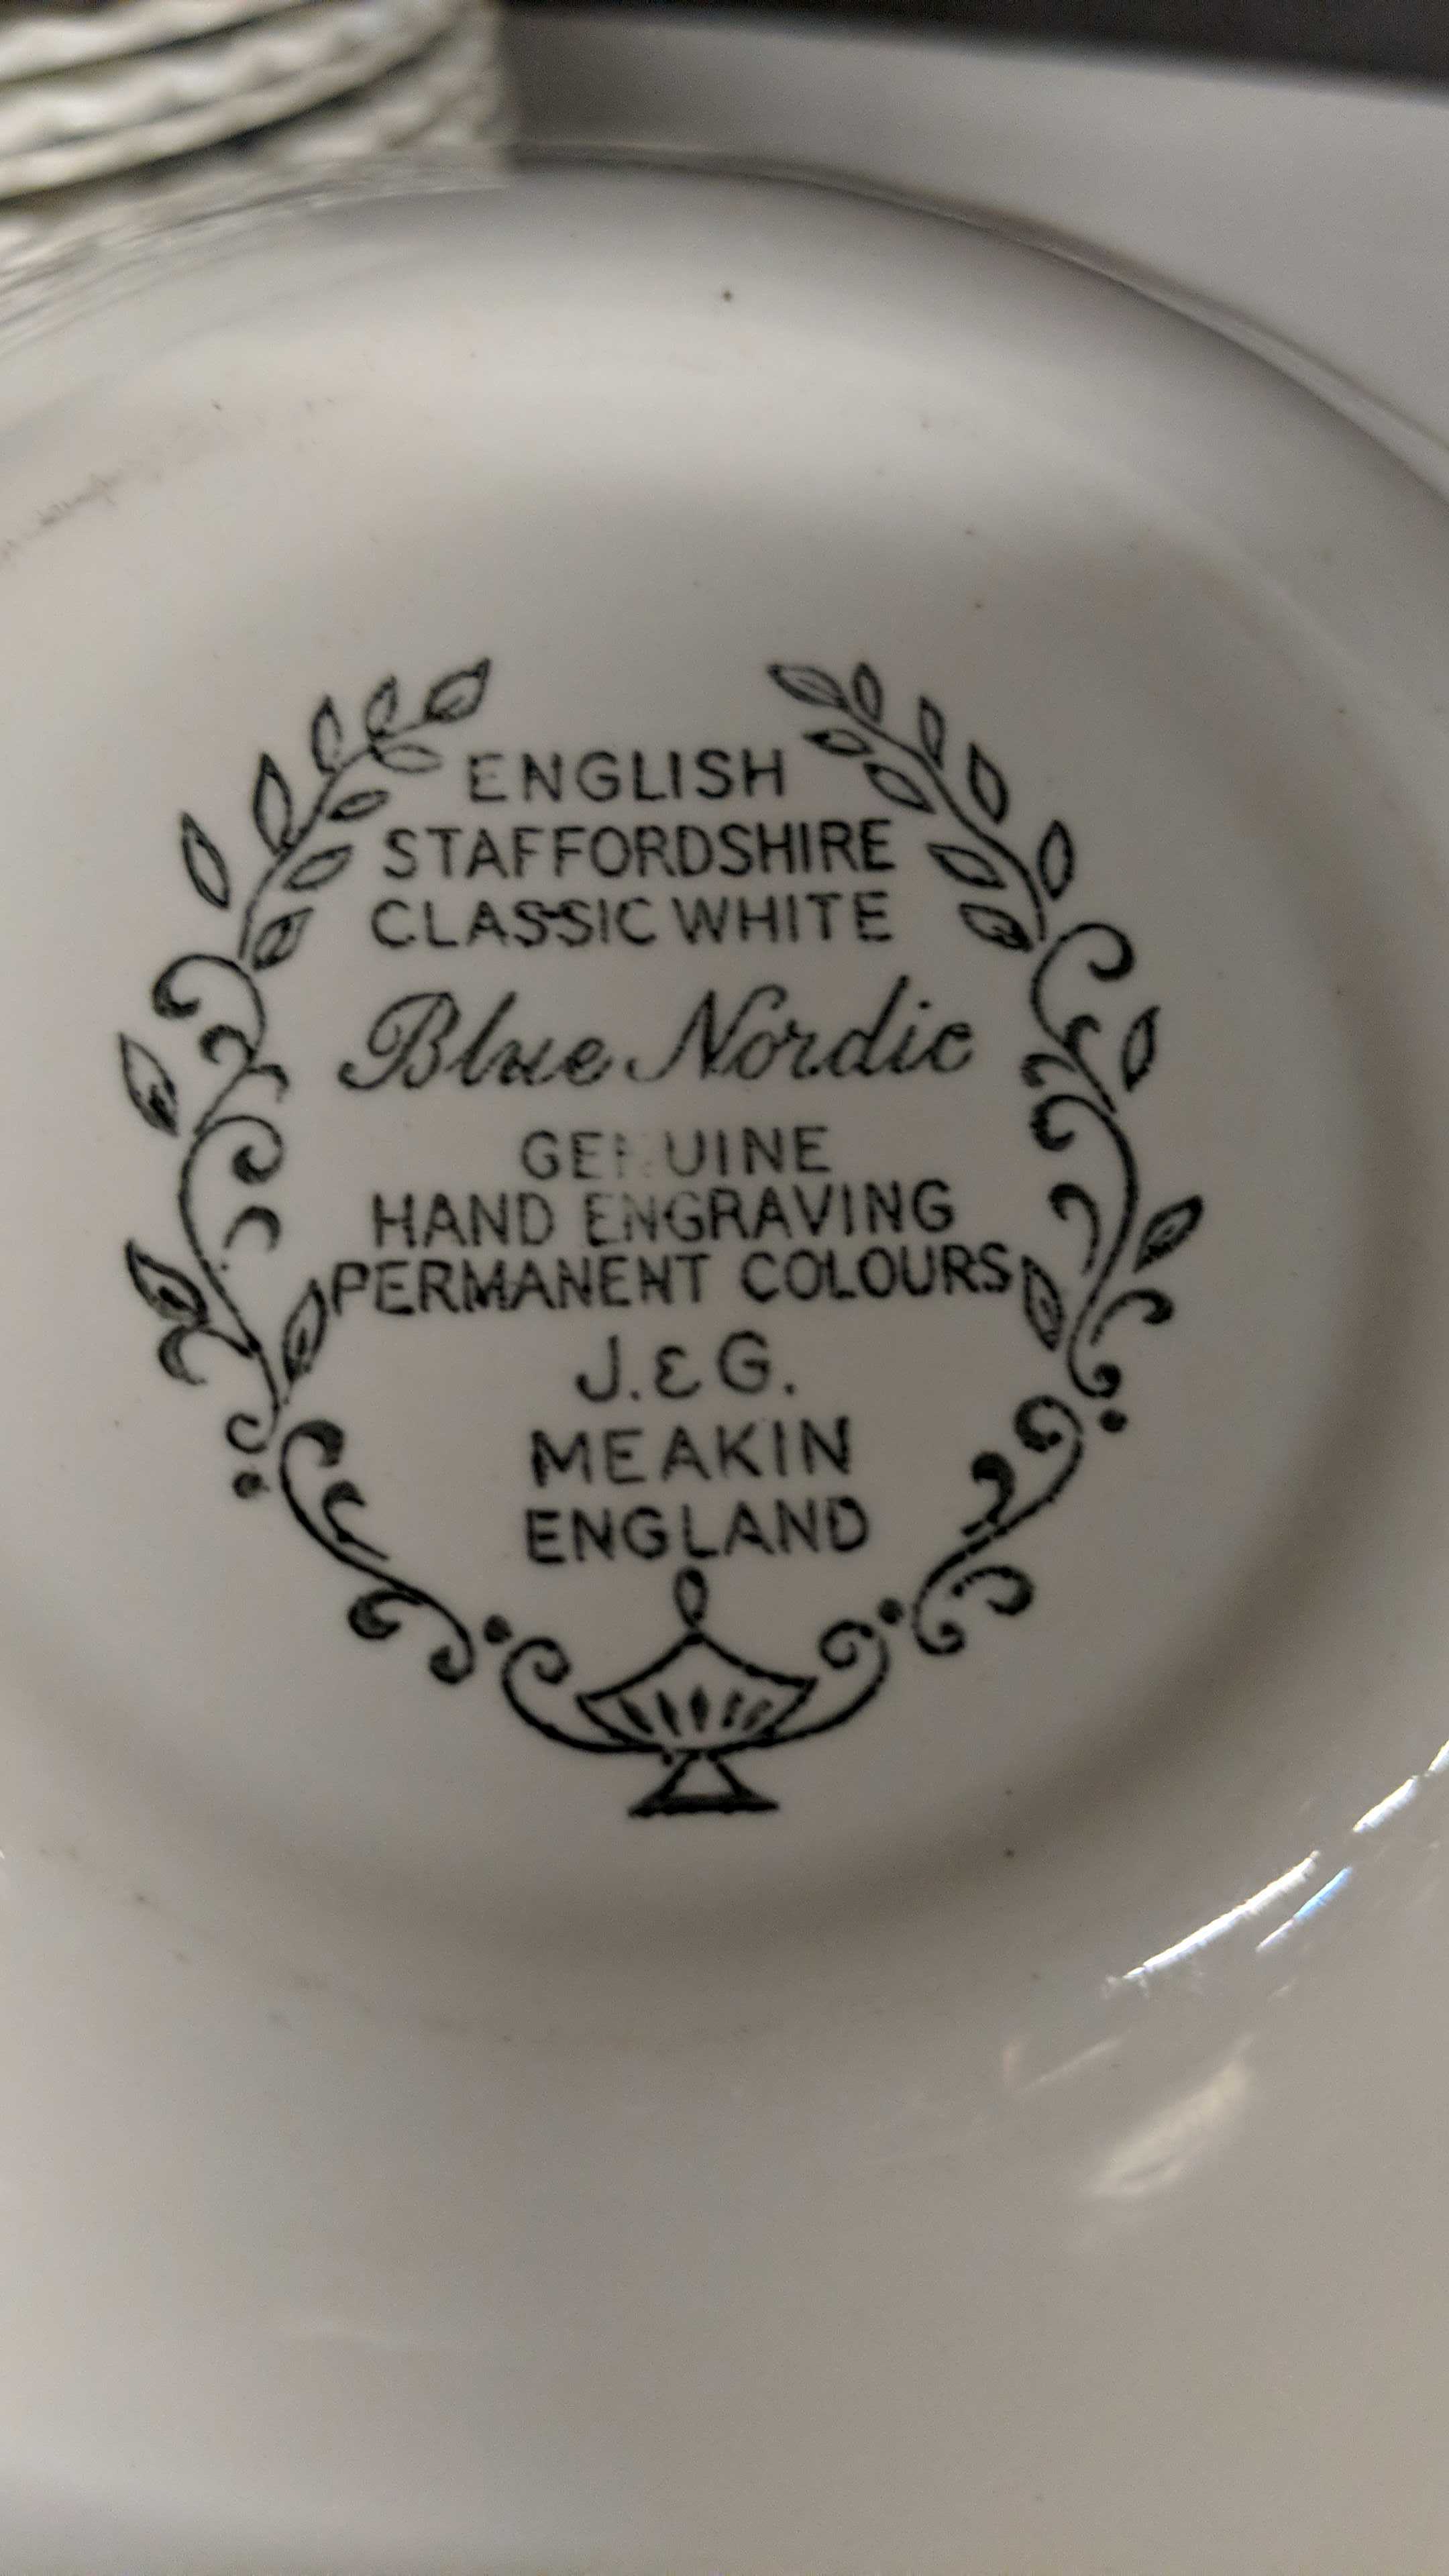 ENGLISH
STAFFORDSHIRE
CLASSIC WHITE
Blue Nordic
GENUINE
HAND ENGRAVING
PERMANENT COLOURS
J. & G.
MEAKIN
ENGLAND